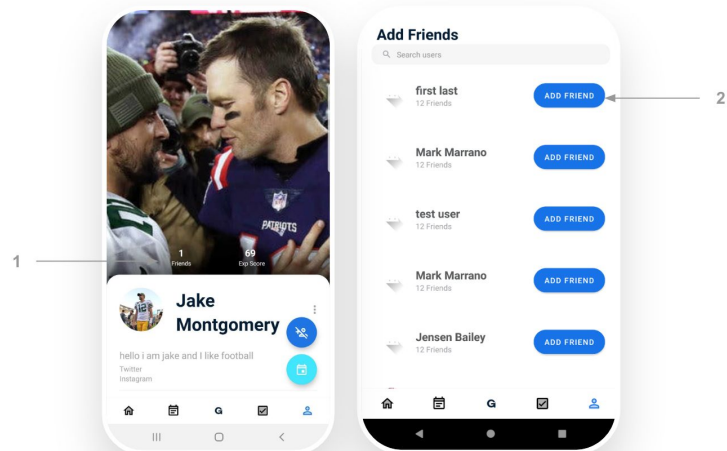 1
Friends
69
Exp Score
PATRIOTS
12
1
Jake
Montgomery
hello i am jake and I like football
Twitter
Instagram
G
Add Friends
Search users
first last
12 Friends
ADD FRIEND
2
Mark Marrano
12 Friends
ADD FRIEND
test user
12 Friends
ADD FRIEND
Mark Marrano
12 Friends
ADD FRIEND
Jensen Bailey
12 Friends
ADD FRIEND
G